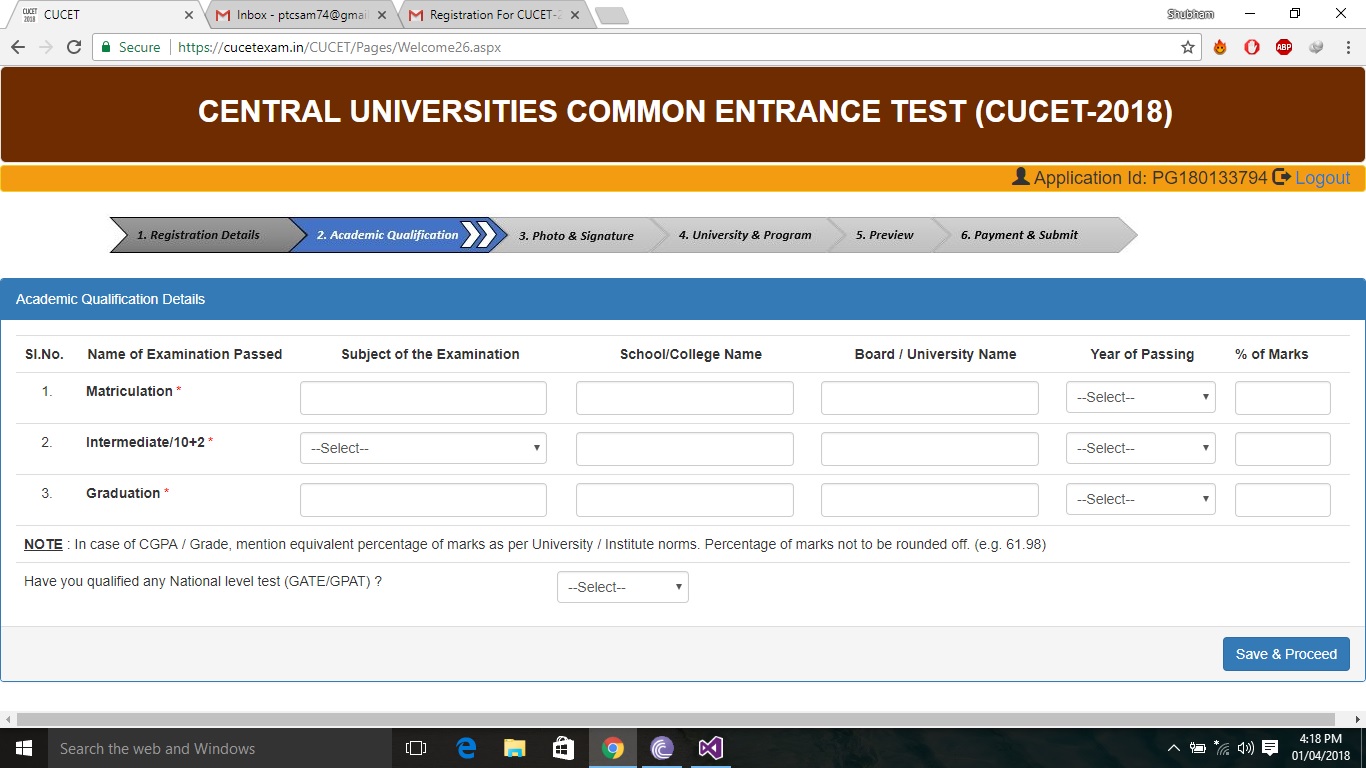 CUCET 2018 CUCET
Inbox - ptcsam74@gmai
Registration For CUCET-2
Shubham
Secure https://cucetexam.in/CUCET/Pages/Welcome26.aspx
ABP
CENTRAL UNIVERSITIES COMMON ENTRANCE TEST (CUCET-2018)
Application Id: PG180133794 Logout
1. Registration Details 2. Academic Qualification 3. Photo & Signature 4. University & Program 5. Preview 6. Payment & Submit
Academic Qualification Details
Sl.No. Name of Examination Passed Subject of the Examination School/College Name Board / University Name Year of Passing % of Marks
1. Matriculation * --Select--
2. Intermediate/10+2 * --Select-- --Select--
3. Graduation * --Select--
NOTE : In case of CGPA / Grade, mention equivalent percentage of marks as per University / Institute norms. Percentage of marks not to be rounded off. (e.g. 61.98)
Have you qualified any National level test (GATE/GPAT) ? --Select--
Save & Proceed
Search the web and Windows
4:18 PM
01/04/2018